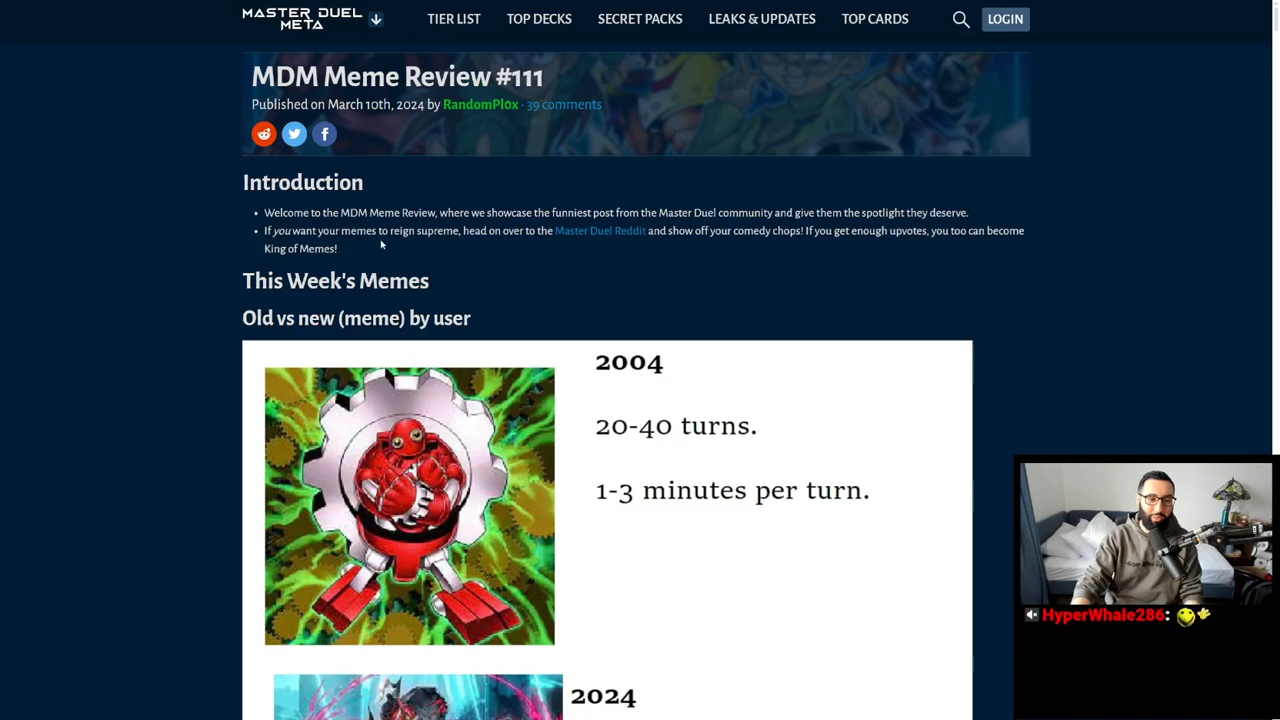 MASTER DUEL
META
TIER LIST
TOP DECKS
SECRET PACKS
LEAKS & UPDATES
TOP CARDS
LOGIN
MDM Meme Review #111
Published on March 10th, 2024 by RandomPl0x · 39 comments
Introduction
• Welcome to the MDM Meme Review, where we showcase the funniest post from the Master Duel community and give them the spotlight they deserve.
• If you want your memes to reign supreme, head on over to the Master Duel Reddit and show off your comedy chops! If you get enough upvotes, you too can become
King of Memes!
This Week's Memes
Old vs new (meme) by user
2004
20-40 turns.
1-3 minutes per turn.
HyperWhale286:
2024